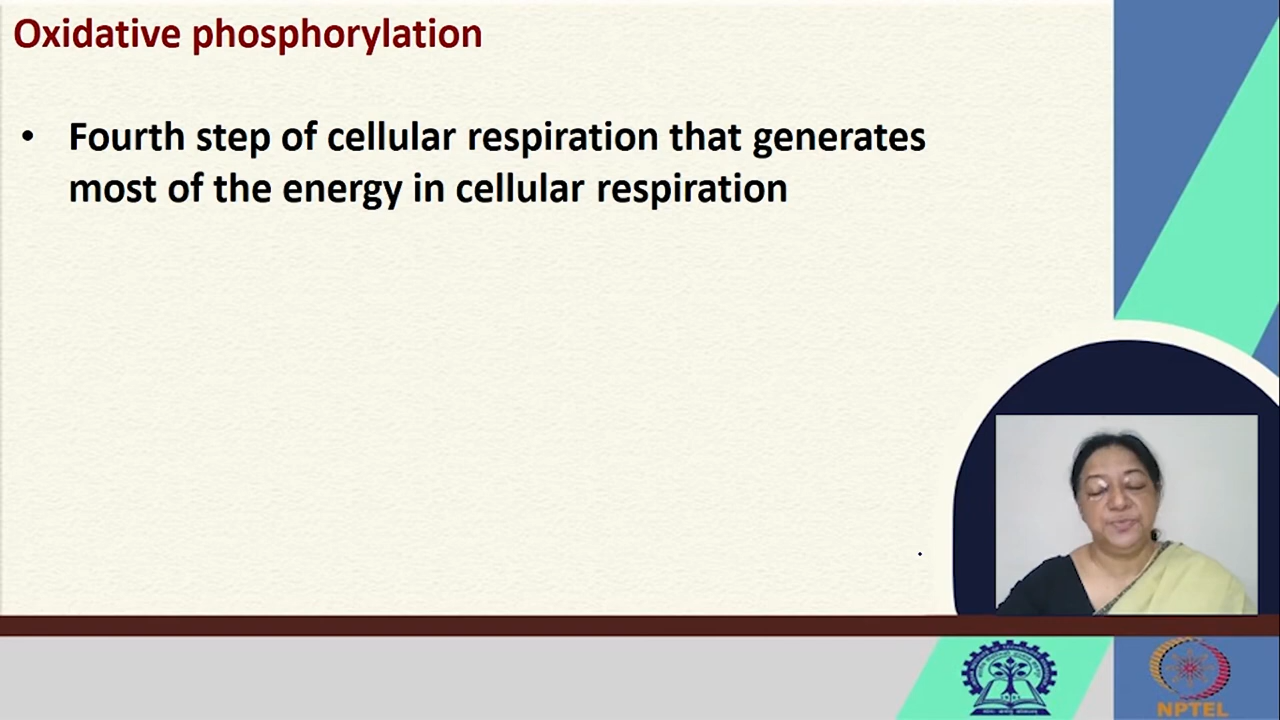 Oxidative phosphorylation
• Fourth step of cellular respiration that generates
most of the energy in cellular respiration
NPTEL